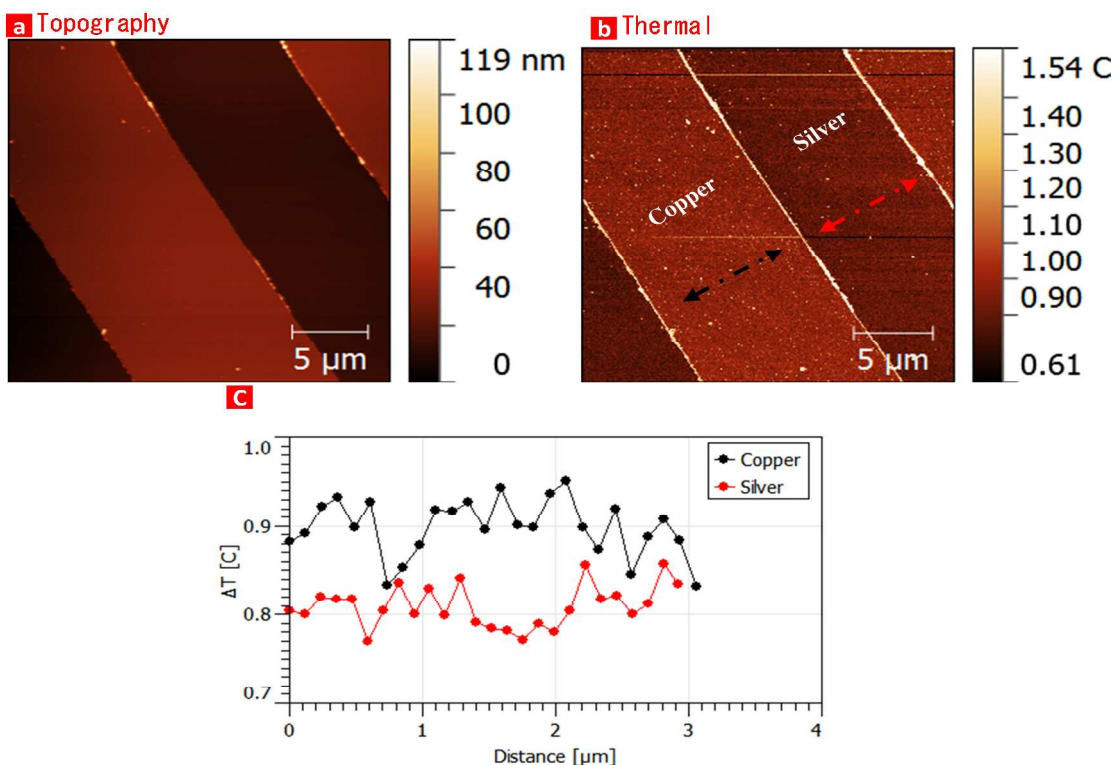 a Topography
119 nm
100
80
60
40
0
5 μm
b Thermal
1.54 C
1.40
1.30
1.20
1.10
1.00
0.90
0.61
Silver
Copper
5 μm
C
1.0
0.9
0.8
0.7
ΔT [C]
Copper
Silver
0 1 2 3 4
Distance [μm]